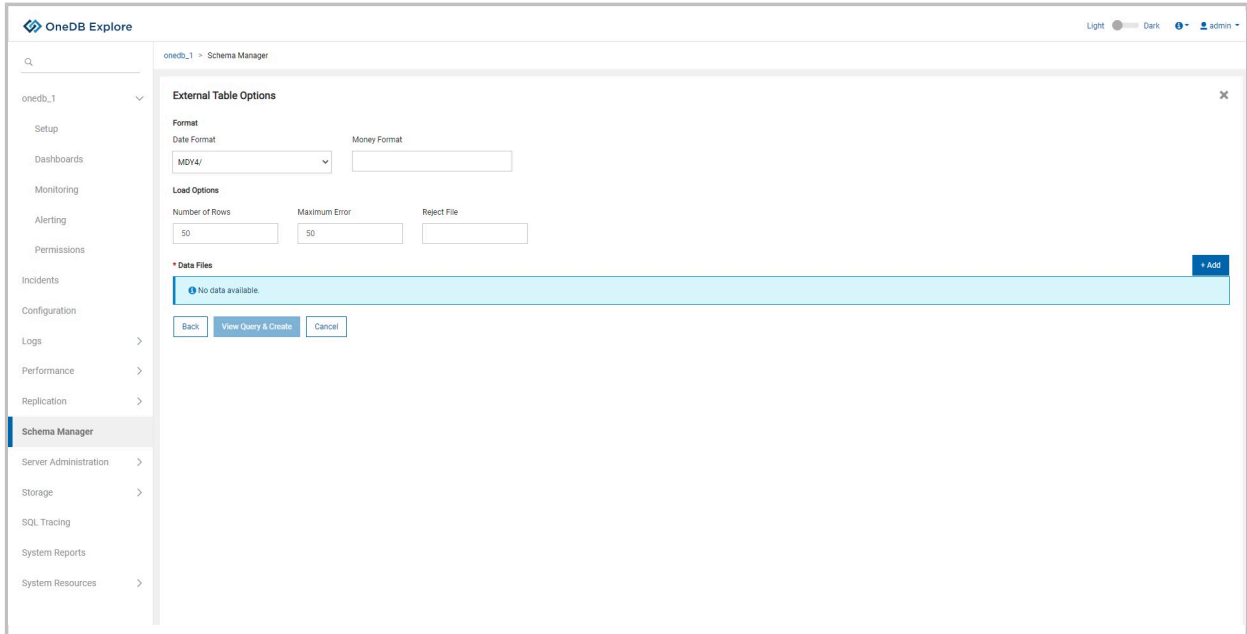 OneDB Explore
Light Dark admin
onedb_1 > Schema Manager
onedb_1
Setup
Dashboards
Monitoring
Alerting
Permissions
Incidents
Configuration
Logs
Performance
Replication
Schema Manager
Server Administration
Storage
SQL Tracing
System Reports
System Resources
External Table Options
Format
Date Format Money Format
MDY4/
Load Options
Number of Rows Maximum Error Reject File
50 50
* Data Files + Add
No data available.
Back View Query & Create Cancel